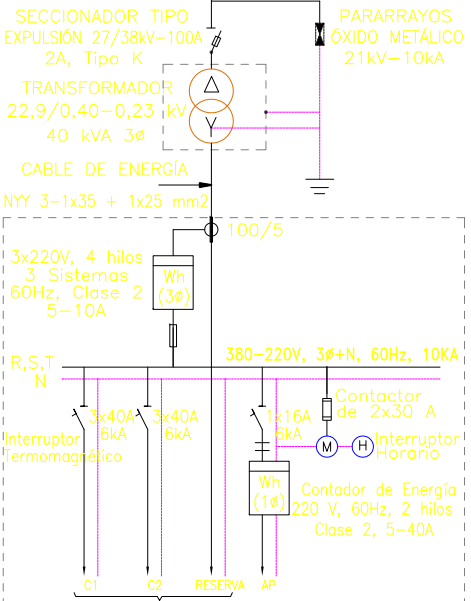 SECCIONADOR TIPO
EXPULSIÓN 27/38kV-100A
2A, Tipo K
PARARRAYOS
ÓXIDO METÁLICO
21kV-10kA
TRANSFORMADOR
22,9/0,40-0,23 kV
40 kVA 3ø
CABLE DE ENERGÍA
NYY 3-1x35 + 1x25 mm2
100/5
3x220V, 4 hilos
3 Sistemas
60Hz, Clase 2
5-10A
Wh
(3ø)
380-220V, 3ø+N, 60Hz, 10KA
R,S,T
N
3x40A
6kA
3x40A
6kA
1x16A
6kA
Contactor
de 2x30 A
Interruptor
Termomagnético
M
H
Interruptor
Horario
Wh
(1ø)
Contador de Energía
220 V, 60Hz, 2 hilos
Clase 2, 5-40A
C1
C2
RESERVA
AP